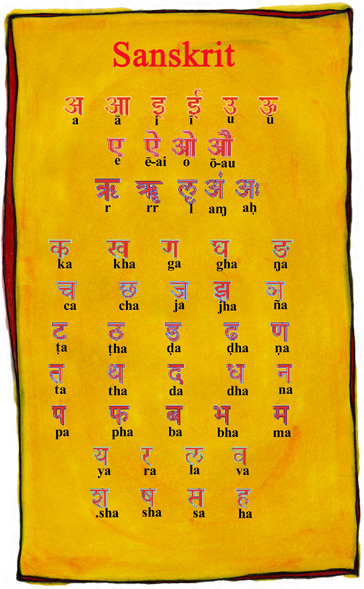 Sanskrit
अ आ इ ई उ ऊ
a ā i ī u ū
ए ऐ ओ औ
e ē-ai o ō-au
ऋ ॠ ऌ अं अः
r rr l aɱ aḥ
क ख ग घ ङ
ka kha ga gha ŋa
च छ ज झ ञ
ca cha ja jha ña
ट ठ ड ढ ण
ṭa ṭha ḍa ḍha ṇa
त थ द ध न
ta tha da dha na
प फ ब भ म
pa pha ba bha ma
य र ल व
ya ra la va
श ष स ह
.sha sha sa ha